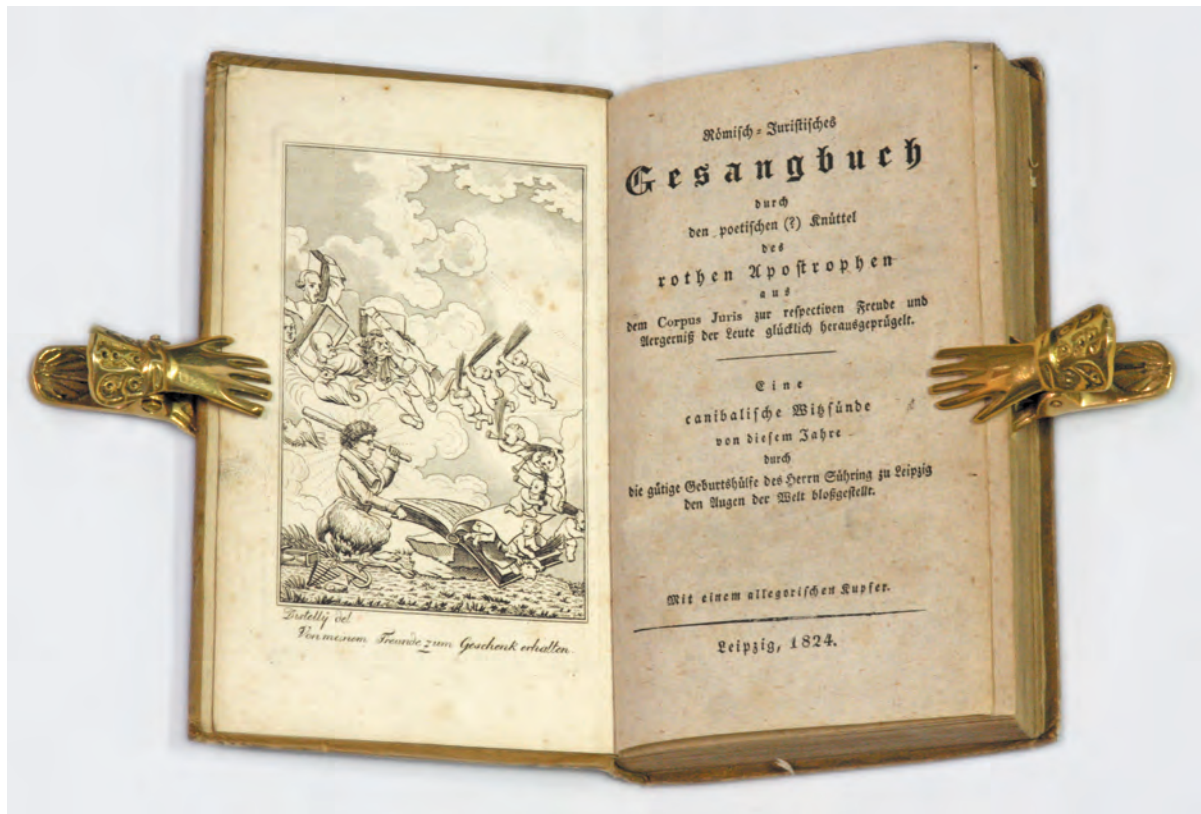 Distelly del
Von meinem Freunde zum Geschenk erhalten.
Römisch-Juristisches
Gesangbuch
durch
den poetischen (?) Knüttel
des
rothen Apostrophen
aus
dem Corpus Juris zur respectiven Freude und
Aergerniß der Leute glücklich herausgeprügelt.
Eine
canibalische Witzsünde
von diesem Jahre
durch
die gütige Geburtshülfe des Herrn Sühring zu Leipzig
den Augen der Welt bloßgestellt.
Mit einem allegorischen Kupfer.
Leipzig, 1824.